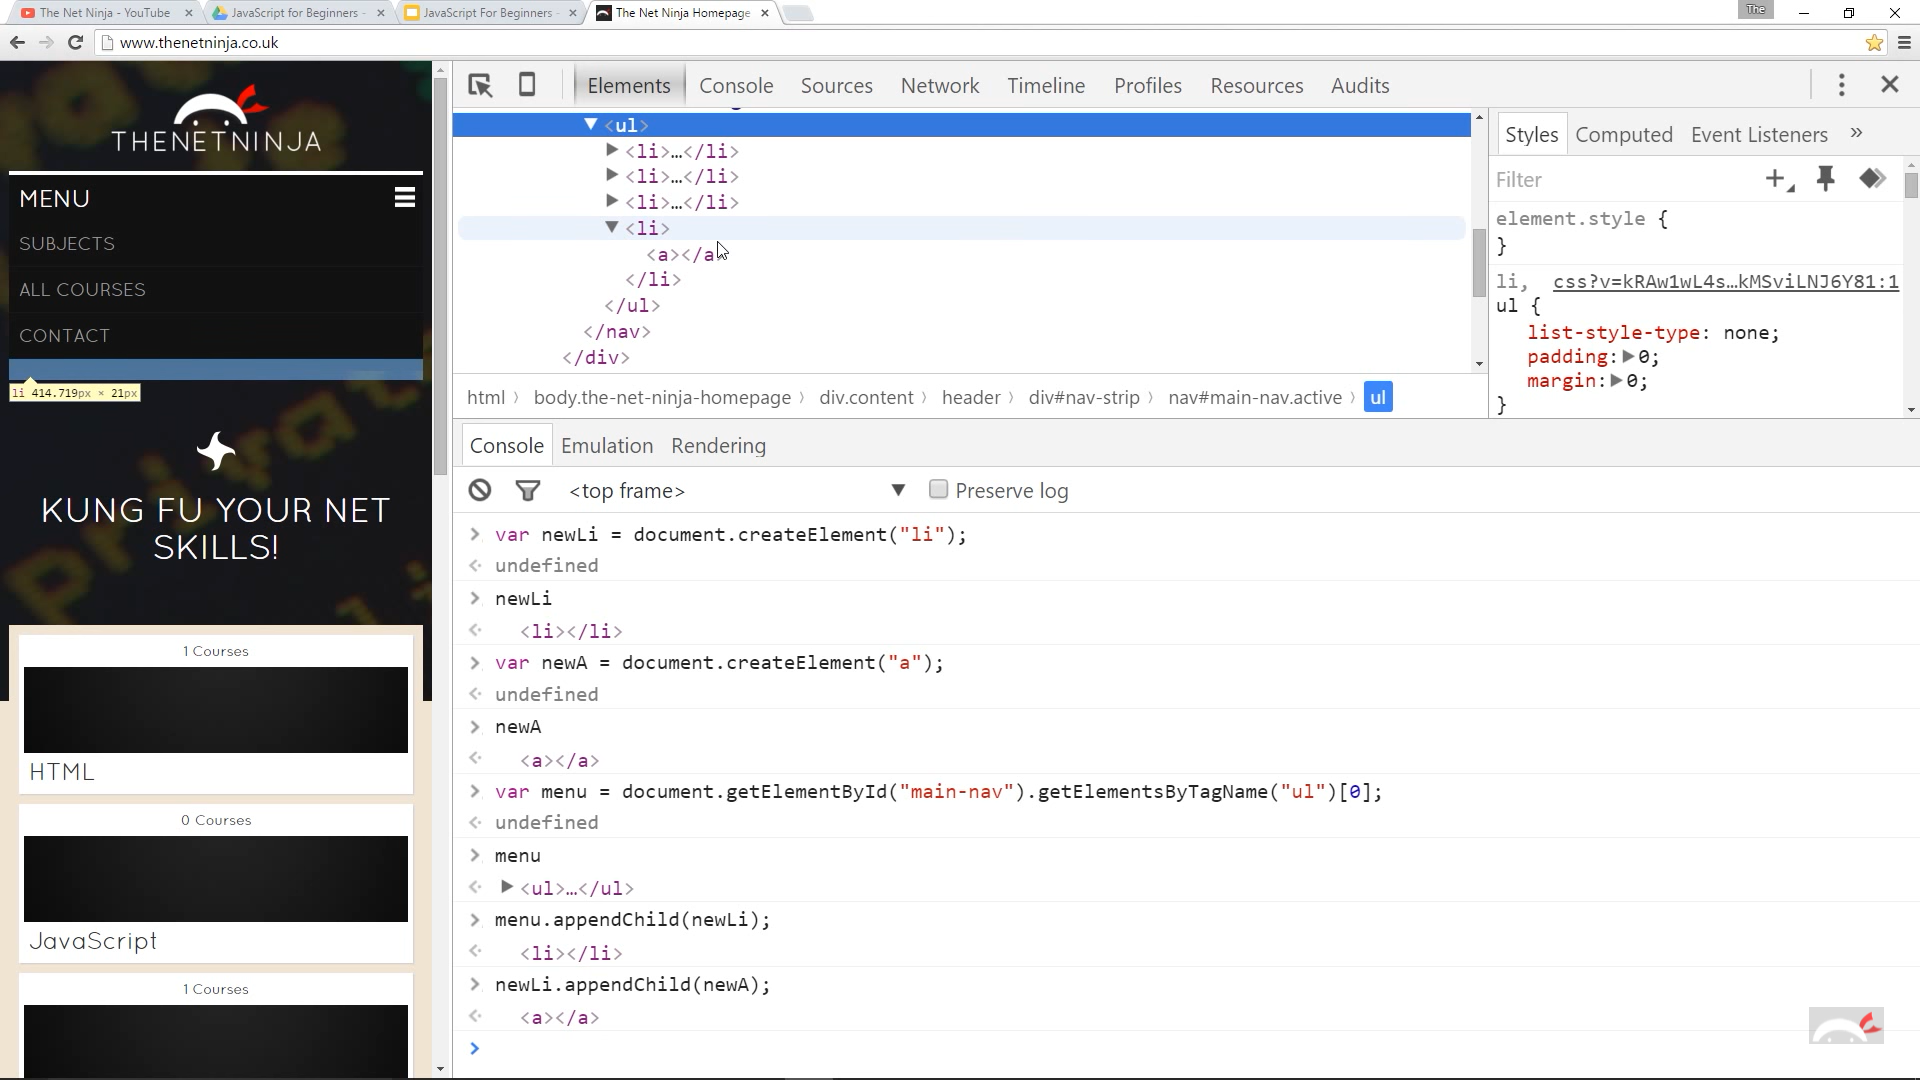 The Net Ninja - YouTube
JavaScript for Beginners -
JavaScript For Beginners -
The Net Ninja Homepage
The
www.thenetninja.co.uk
THENETNINJA
MENU
SUBJECTS
ALL COURSES
CONTACT
li 414.719px × 21px
KUNG FU YOUR NET
SKILLS!
1 Courses
HTML
0 Courses
JavaScript
1 Courses
Elements Console Sources Network Timeline Profiles Resources Audits
<ul>
<li>…</li>
<li>…</li>
<li>…</li>
<li>
<a></a
</li>
</ul>
</nav>
</div>
html body.the-net-ninja-homepage div.content header div#nav-strip nav#main-nav.active ul
Styles Computed Event Listeners »
Filter
element.style {
}
li, css?v=kRAw1wL4s…kMSviLNJ6Y81:1
ul {
list-style-type: none;
padding: 0;
margin: 0;
}
Console Emulation Rendering
<top frame> Preserve log
> var newLi = document.createElement("li");
undefined
> newLi
<li></li>
> var newA = document.createElement("a");
undefined
> newA
<a></a>
> var menu = document.getElementById("main-nav").getElementsByTagName("ul")[0];
undefined
> menu
<ul>…</ul>
> menu.appendChild(newLi);
<li></li>
> newLi.appendChild(newA);
<a></a>
>